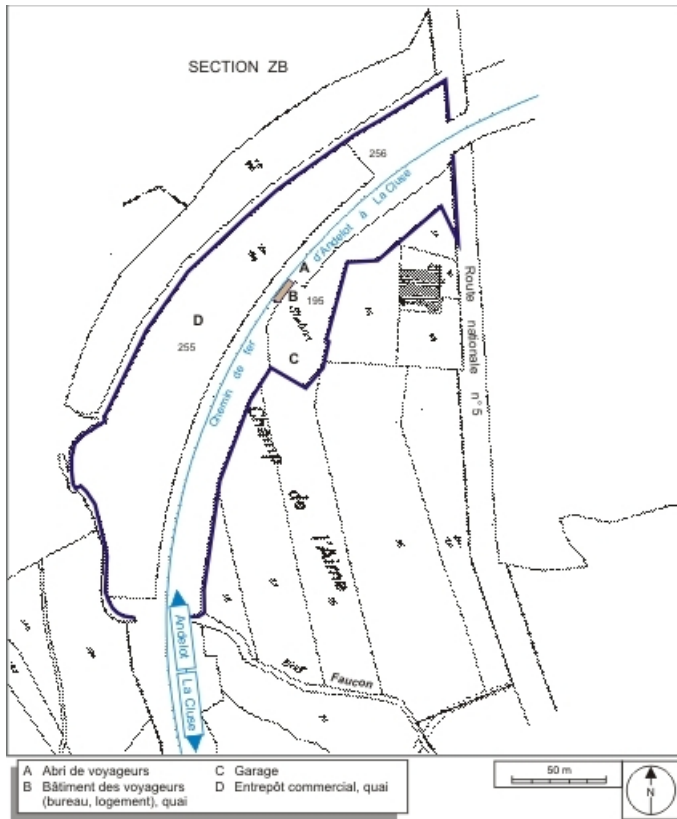 SECTION ZB
256
Chemin de fer d'Andelot à La Cluse
A
B
195
D
255
C
Route nationale n° 5
Champ de l'Aime
Andelot
La Cluse
Faucon
A Abri de voyageurs
B Bâtiment des voyageurs
(bureau, logement), quai
C Garage
D Entrepôt commercial, quai
50 m
N